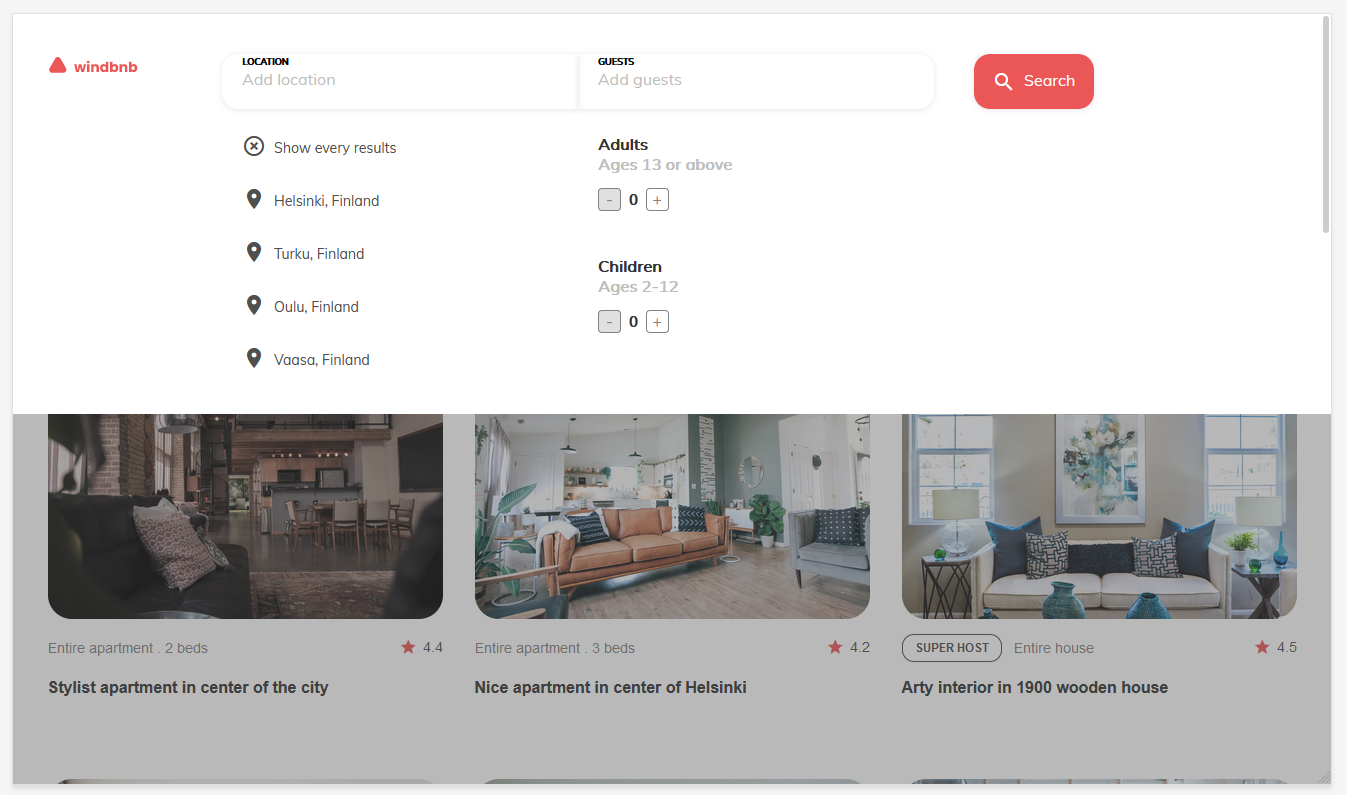 windbnb
LOCATION
Add location
GUESTS
Add guests
Search
Show every results
Helsinki, Finland
Turku, Finland
Oulu, Finland
Vaasa, Finland
Adults
Ages 13 or above
- 0 +
Children
Ages 2-12
- 0 +
Entire apartment . 2 beds
4.4
Stylist apartment in center of the city
Entire apartment . 3 beds
4.2
Nice apartment in center of Helsinki
SUPER HOST
Entire house
4.5
Arty interior in 1900 wooden house